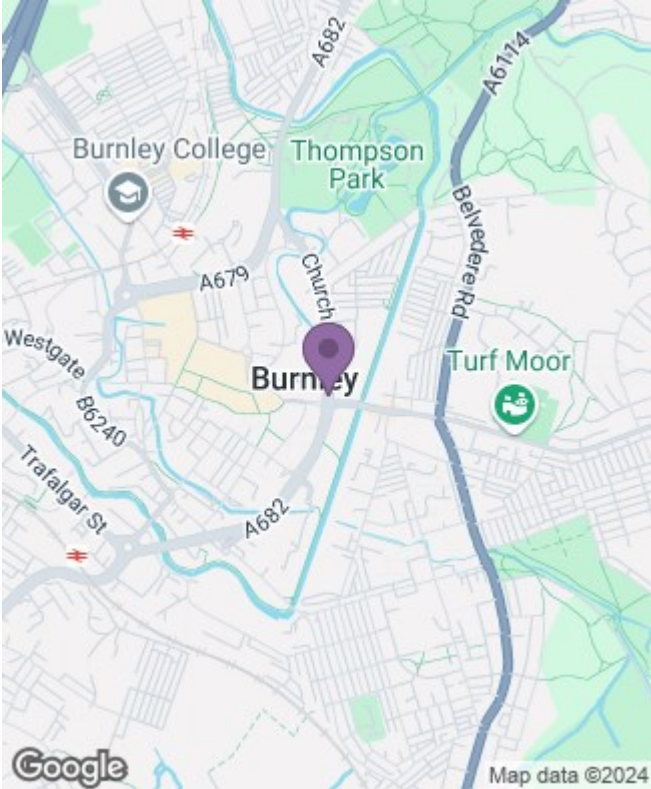 A682
A6114
Burnley College
Thompson
Park
Belvedere Rd
A679
Church
Westgate
Burnley
Turf Moor
B6240
Trafalgar St
A682
Google
Map data ©2024